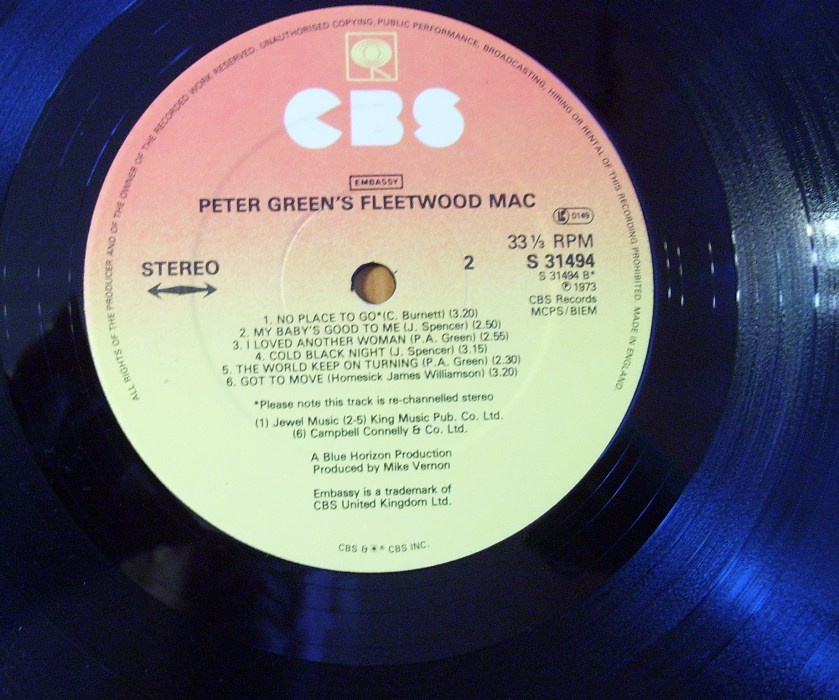 ALL RIGHTS OF THE PRODUCER AND OF THE OWNER OF THE RECORDED WORK RESERVED. UNAUTHORISED COPYING, PUBLIC PERFORMANCE, BROADCASTING, HIRING OR RENTAL OF THIS RECORDING PROHIBITED. MADE IN ENGLAND.
CBS
EMBASSY
PETER GREEN'S FLEETWOOD MAC
LC 0149
33⅓ RPM
STEREO
2
S 31494
S 31494 B*
℗ 1973
CBS Records
MCPS/BIEM
1. NO PLACE TO GO*(C. Burnett) (3.20)
2. MY BABY'S GOOD TO ME (J. Spencer) (2.50)
3. I LOVED ANOTHER WOMAN (P.A. Green) (2.55)
4. COLD BLACK NIGHT (J. Spencer) (3.15)
5. THE WORLD KEEP ON TURNING (P.A. Green) (2.30)
6. GOT TO MOVE (Homesick James Williamson) (3.20)
*Please note this track is re-channelled stereo
(1) Jewel Music (2-5) King Music Pub. Co. Ltd.
(6) Campbell Connelly & Co. Ltd.
A Blue Horizon Production
Produced by Mike Vernon
Embassy is a trademark of
CBS United Kingdom Ltd.
CBS & ® CBS INC.